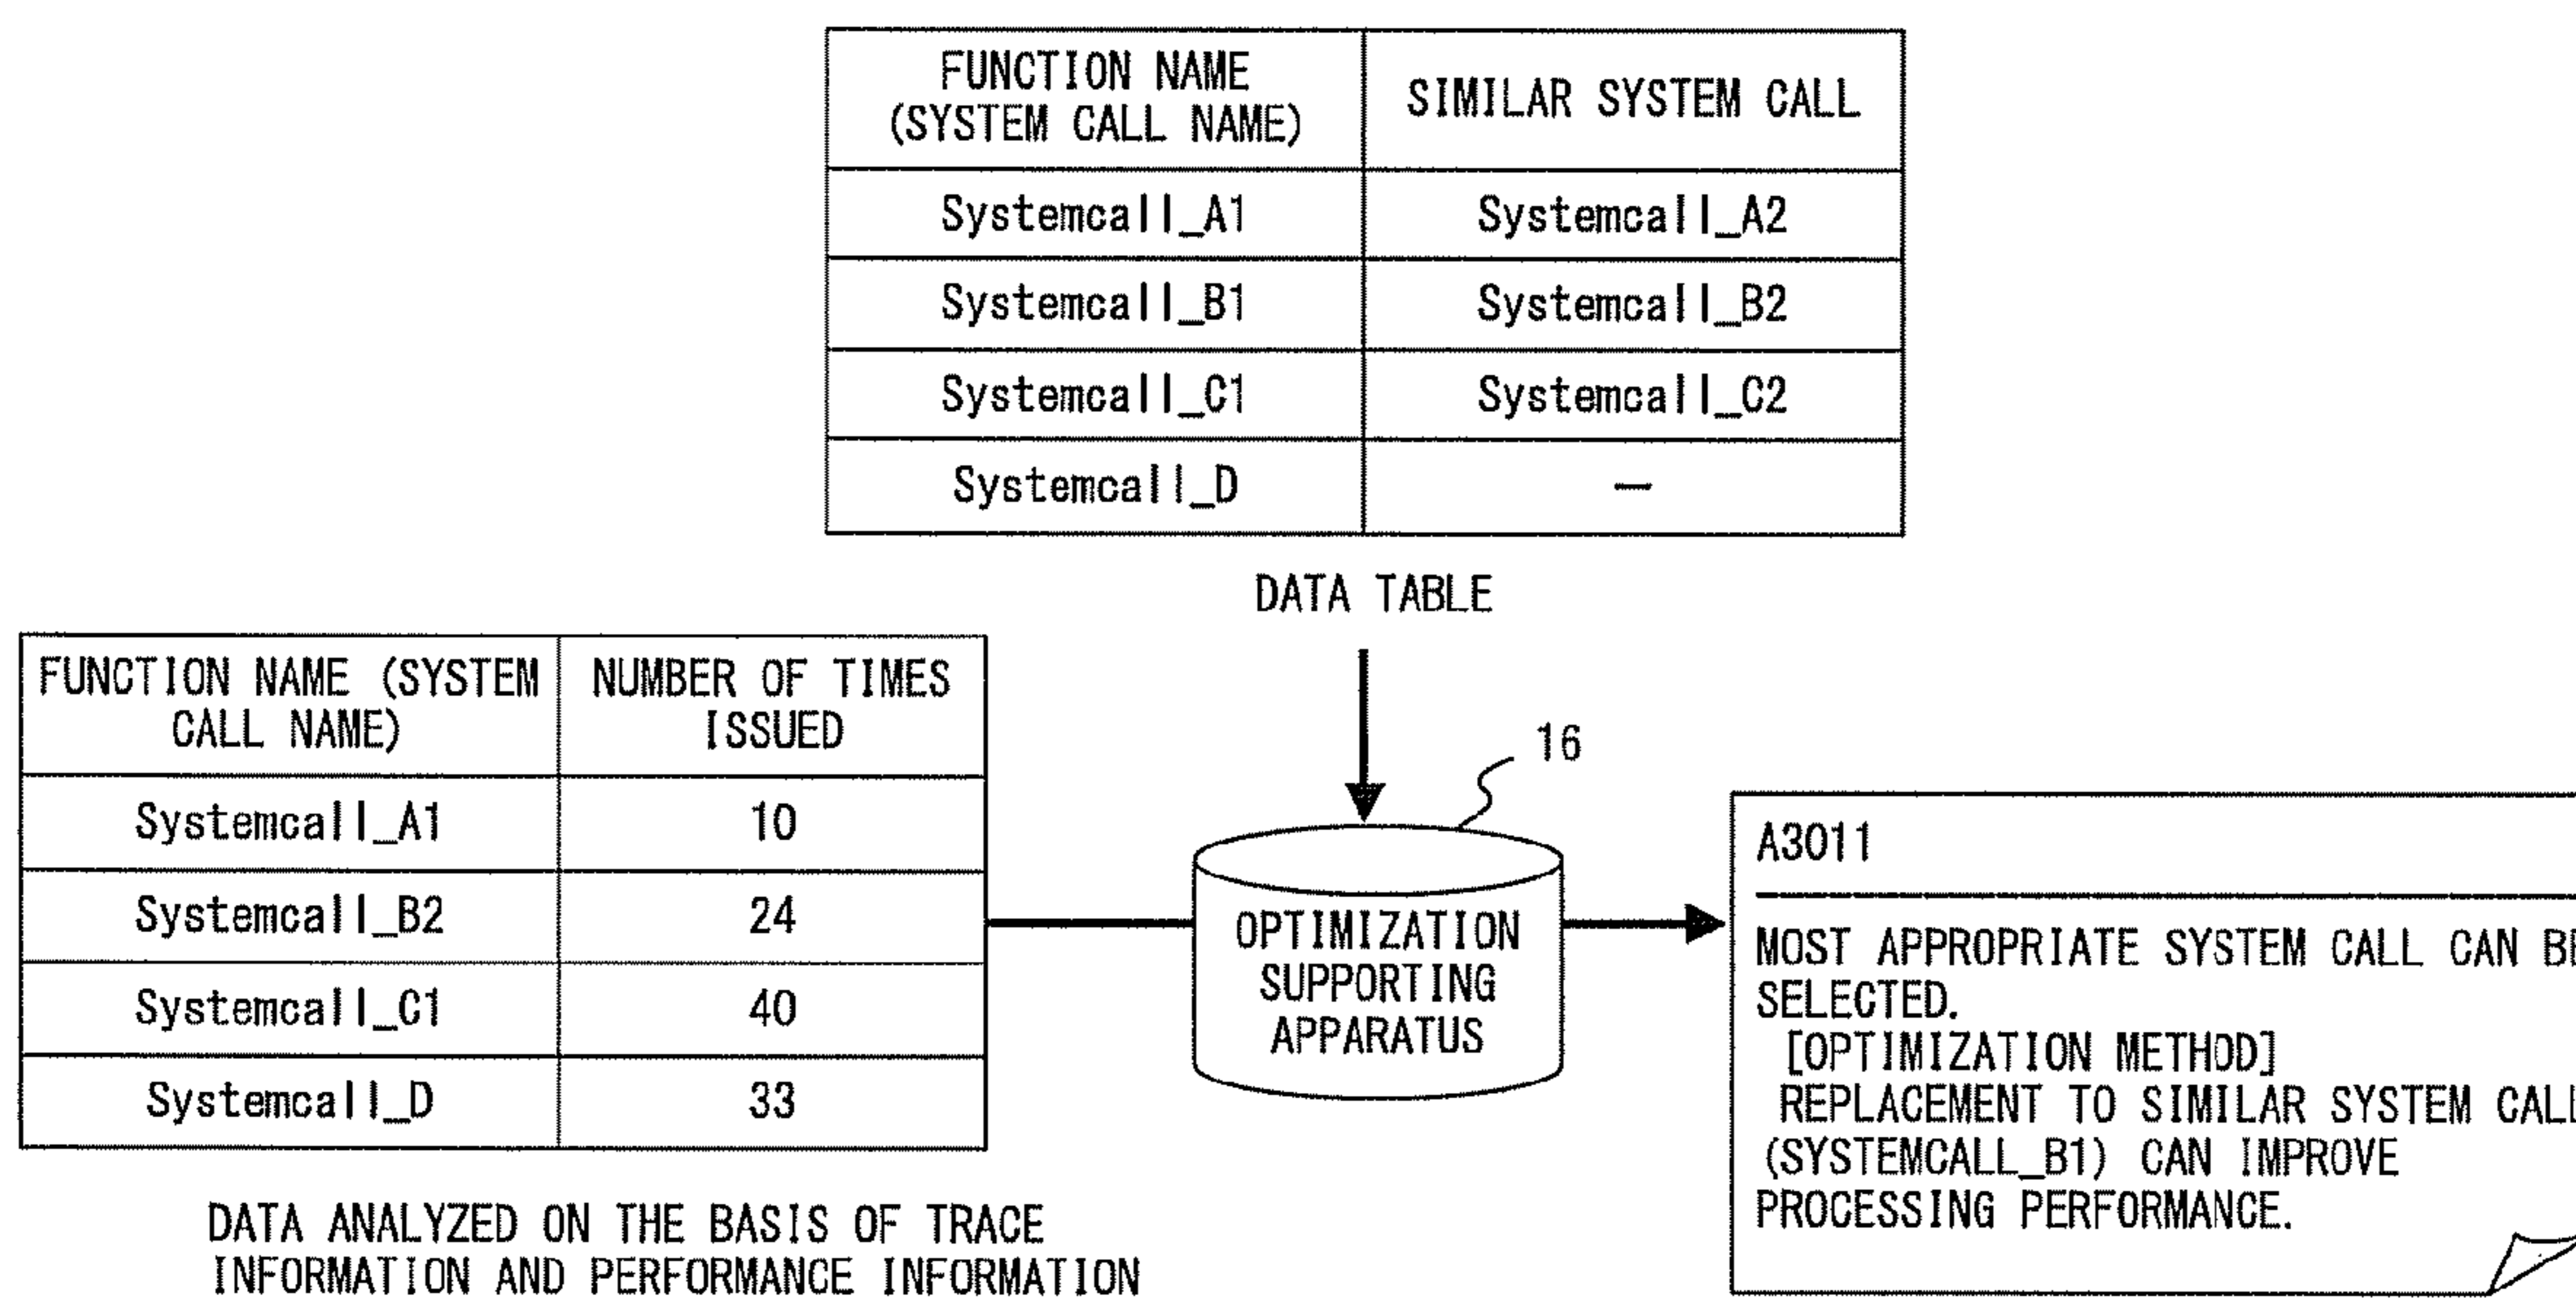 FUNCTION NAME
(SYSTEM CALL NAME)
SIMILAR SYSTEM CALL
Systemcall_A1
Systemcall_A2
Systemcall_B1
Systemcall_B2
Systemcall_C1
Systemcall_C2
Systemcall_D
—
DATA TABLE
FUNCTION NAME (SYSTEM
CALL NAME)
NUMBER OF TIMES
ISSUED
Systemcall_A1
10
Systemcall_B2
24
Systemcall_C1
40
Systemcall_D
33
DATA ANALYZED ON THE BASIS OF TRACE
INFORMATION AND PERFORMANCE INFORMATION
16
OPTIMIZATION
SUPPORTING
APPARATUS
A3011
MOST APPROPRIATE SYSTEM CALL CAN BE
SELECTED.
[OPTIMIZATION METHOD]
REPLACEMENT TO SIMILAR SYSTEM CALL
(SYSTEMCALL_B1) CAN IMPROVE
PROCESSING PERFORMANCE.